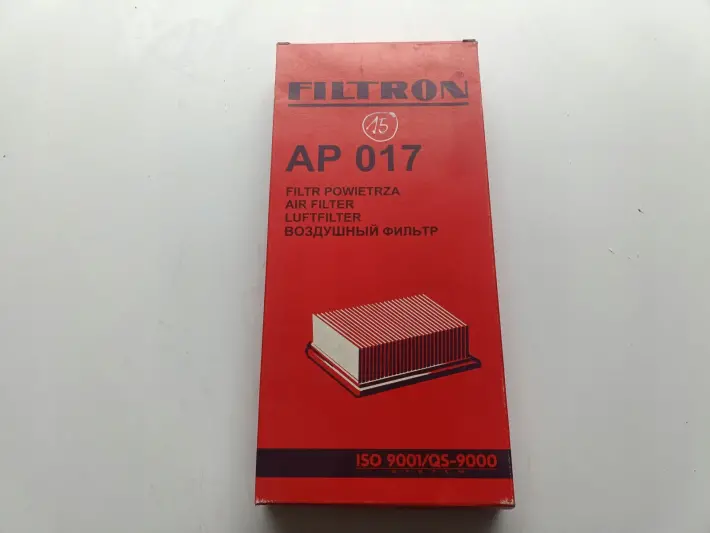 FILTRON
15
AP 017
FILTR POWIETRZA
AIR FILTER
LUFTFILTER
ВОЗДУШНЫЙ ФИЛЬТР
ISO 9001/QS-9000